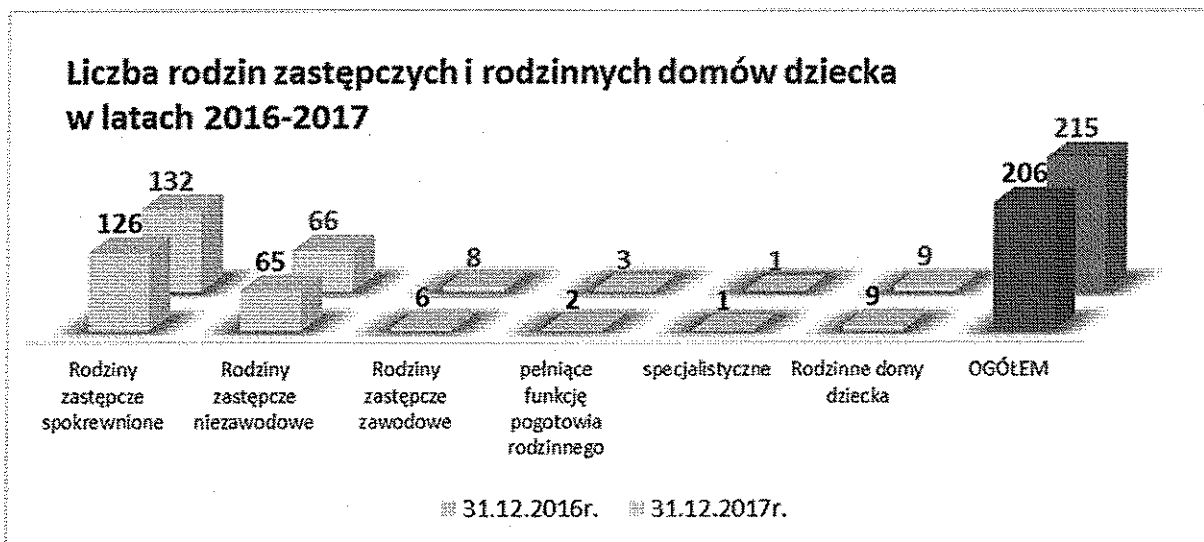 Liczba rodzin zastępczych i rodzinnych domów dziecka
w latach 2016-2017
215
206
132
126
66
65
8
3
1
9
6
2
1
9
Rodziny
zastępcze
spokrewnione
Rodziny
zastępcze
niezawodowe
Rodziny
zastępcze
zawodowe
pełniące
funkcję
pogotowia
rodzinnego
specjalistyczne
Rodzinne domy
dziecka
OGÓŁEM
31.12.2016r.
31.12.2017r.